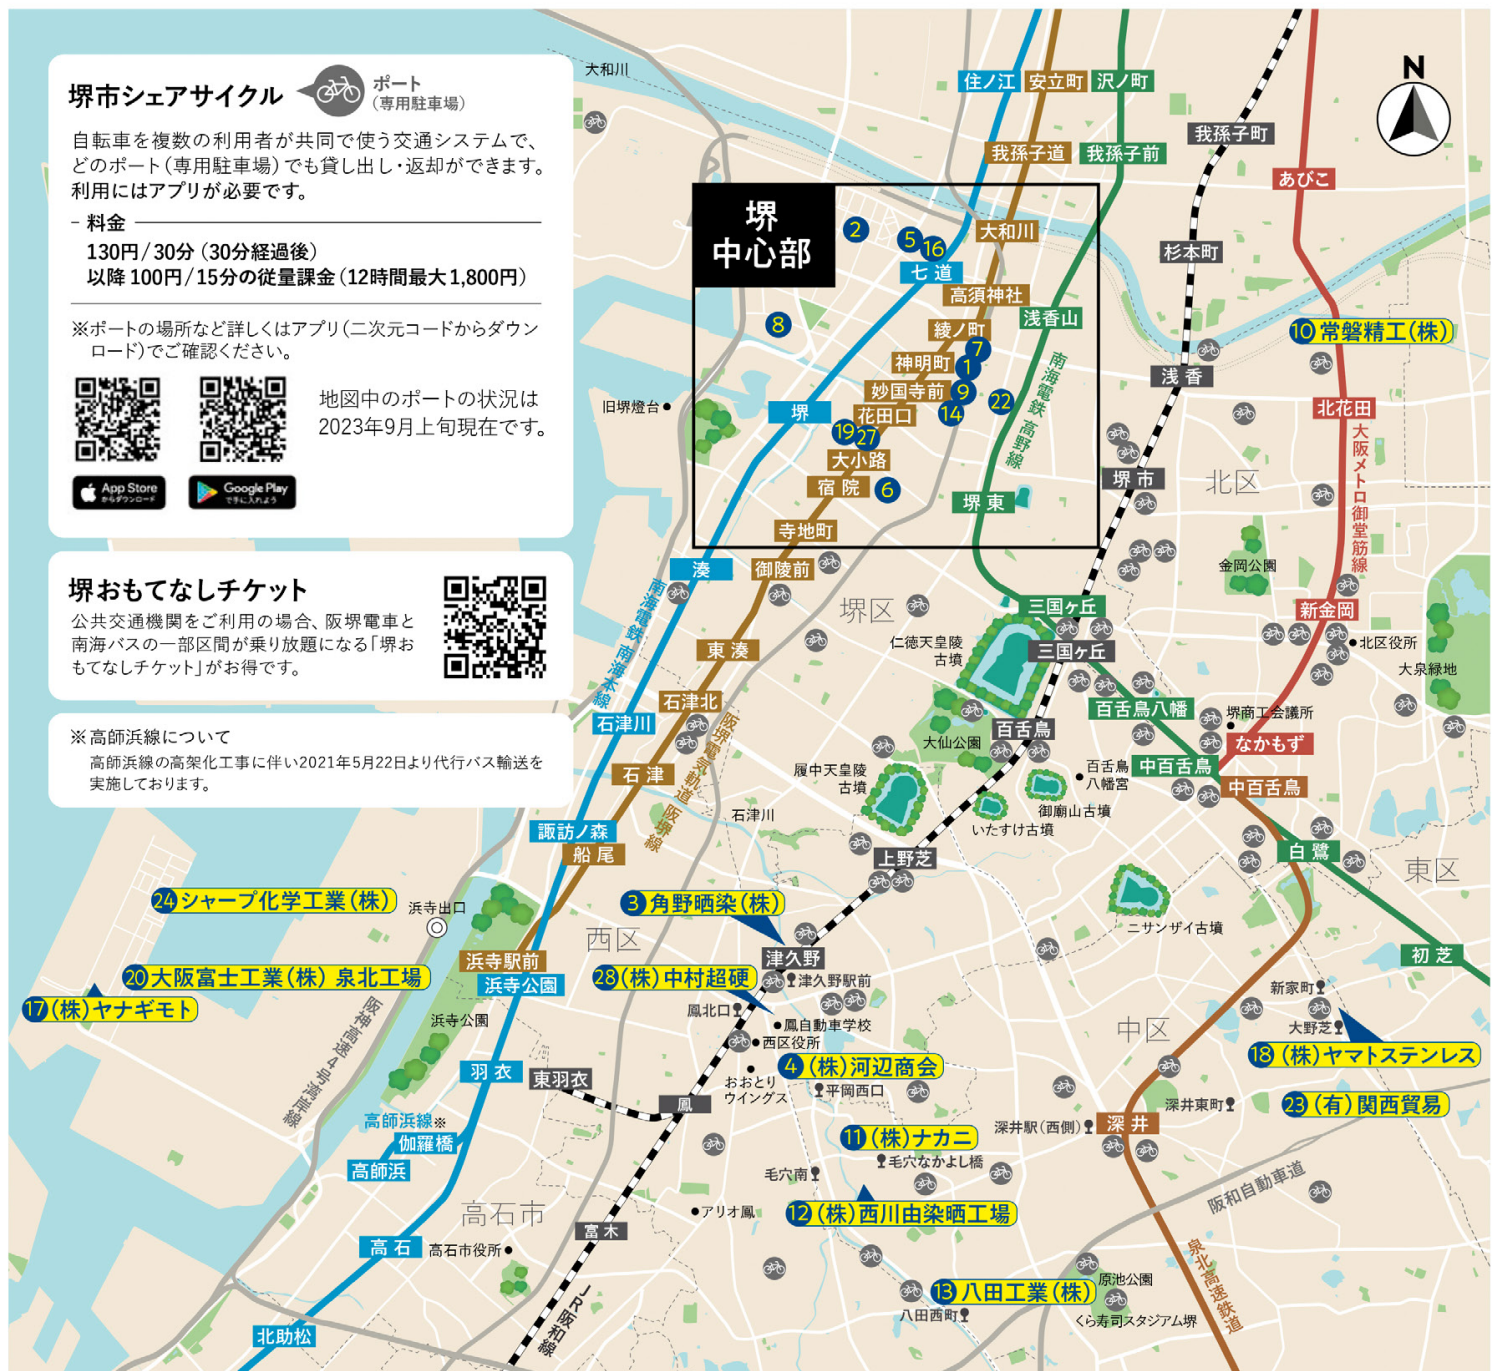 堺市シェアサイクル
ポート
(専用駐車場)
自転車を複数の利用者が共同で使う交通システムで、
どのポート(専用駐車場)でも貸し出し・返却ができます。
利用にはアプリが必要です。
料金
130円/30分(30分経過後)
以降100円/15分の従量課金(12時間最大1,800円)
※ポートの場所など詳しくはアプリ(二次元コードからダウン
ロード)でご確認ください。
地図中のポートの状況は
2023年9月上旬現在です。
App Store
からダウンロード
Google Play
で手に入れよう
堺おもてなしチケット
公共交通機関をご利用の場合、阪堺電車と
南海バスの一部区間が乗り放題になる「堺お
もてなしチケット」がお得です。
※高師浜線について
高師浜線の高架化工事に伴い2021年5月22日より代行バス輸送を
実施しております。
N
大和川
住ノ江
安立町
沢ノ町
我孫子道
我孫子前
我孫子町
あびこ
堺
中心部
2
5
16
七道
大和川
杉本町
高須神社
8
綾ノ町
浅香山
10 常磐精工(株)
7
神明町
1
浅香
妙国寺前
9
22
14
旧堺燈台
堺
花田口
北花田
19
27
南海電鉄 高野線
大阪メトロ御堂筋線
大小路
堺市
北区
宿院
6
堺東
寺地町
湊
御陵前
金岡公園
堺区
三国ヶ丘
新金岡
南海電鉄 南海本線
仁徳天皇陵
古墳
東湊
三国ヶ丘
北区役所
大泉緑地
石津北
百舌鳥八幡
堺商工会議所
石津川
阪堺電気軌道 阪堺線
百舌鳥
なかもず
大仙公園
石津
履中天皇陵
古墳
百舌鳥
八幡宮
中百舌鳥
中百舌鳥
石津川
御廟山古墳
いたすけ古墳
諏訪ノ森
船尾
上野芝
白鷺
東区
24 シャープ化学工業(株)
浜寺出口
3 角野晒染(株)
ニサンザイ古墳
西区
初芝
浜寺駅前
津久野
20 大阪富士工業(株) 泉北工場
浜寺公園
28 (株)中村超硬
津久野駅前
新家町
17 (株)ヤナギモト
阪神高速4号湾岸線
浜寺公園
鳳北口
鳳自動車学校
中区
大野芝
西区役所
18 (株)ヤマトステンレス
羽衣
東羽衣
おおとり
ウイングス
4 (株)河辺商会
平岡西口
鳳
深井東町
23 (有)関西貿易
高師浜線※
深井駅(西側)
深井
伽羅橋
11 (株)ナカニ
高師浜
毛穴なかよし橋
毛穴南
阪和自動車道
高石市
アリオ鳳
12 (株)西川由染晒工場
富木
高石
高石市役所
泉北高速鉄道
原池公園
JR阪和線
13 八田工業(株)
八田西町
くら寿司スタジアム堺
北助松